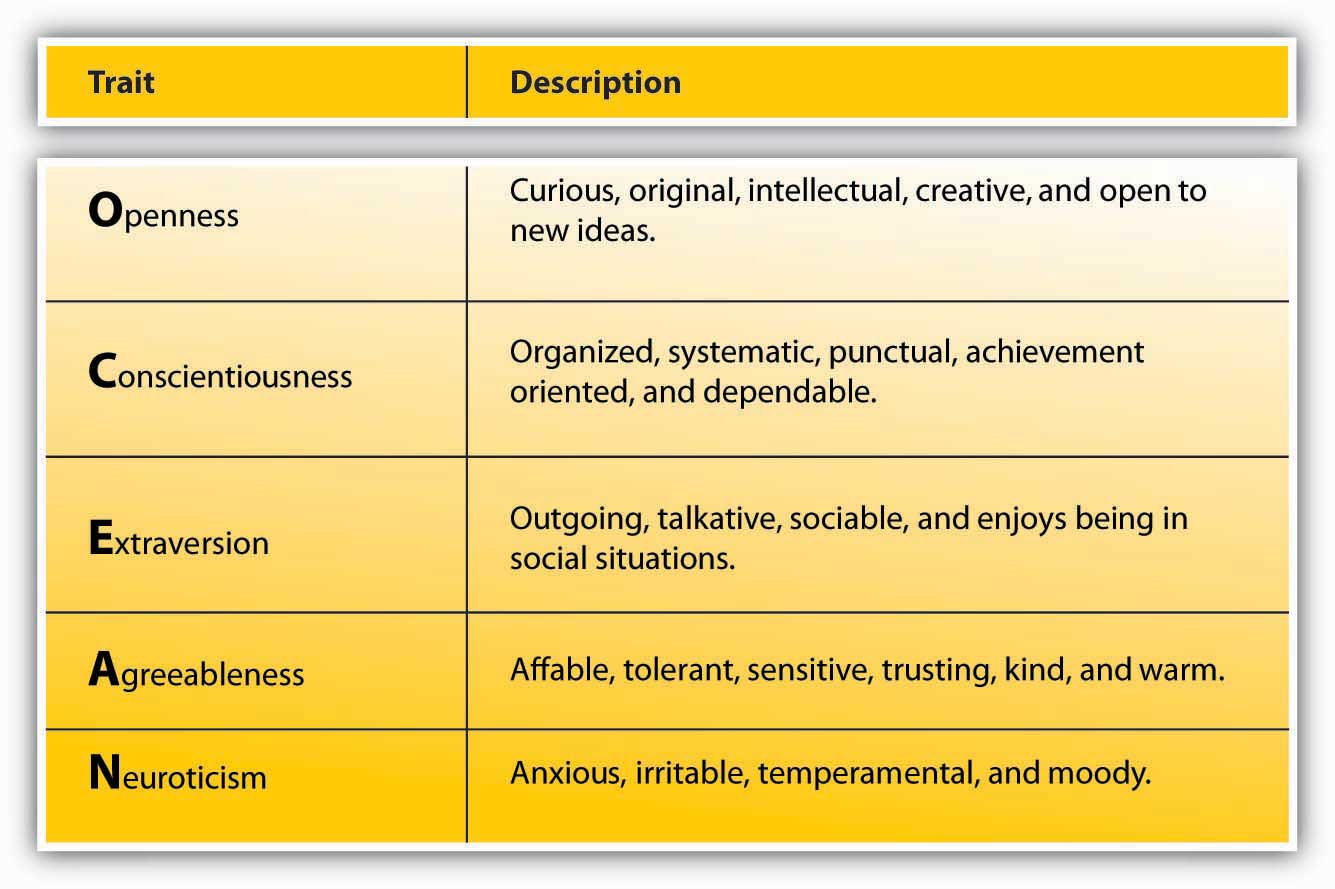 Trait
Description
Openness
Curious, original, intellectual, creative, and open to
new ideas.
Conscientiousness
Organized, systematic, punctual, achievement
oriented, and dependable.
Extraversion
Outgoing, talkative, sociable, and enjoys being in
social situations.
Agreeableness
Affable, tolerant, sensitive, trusting, kind, and warm.
Neuroticism
Anxious, irritable, temperamental, and moody.